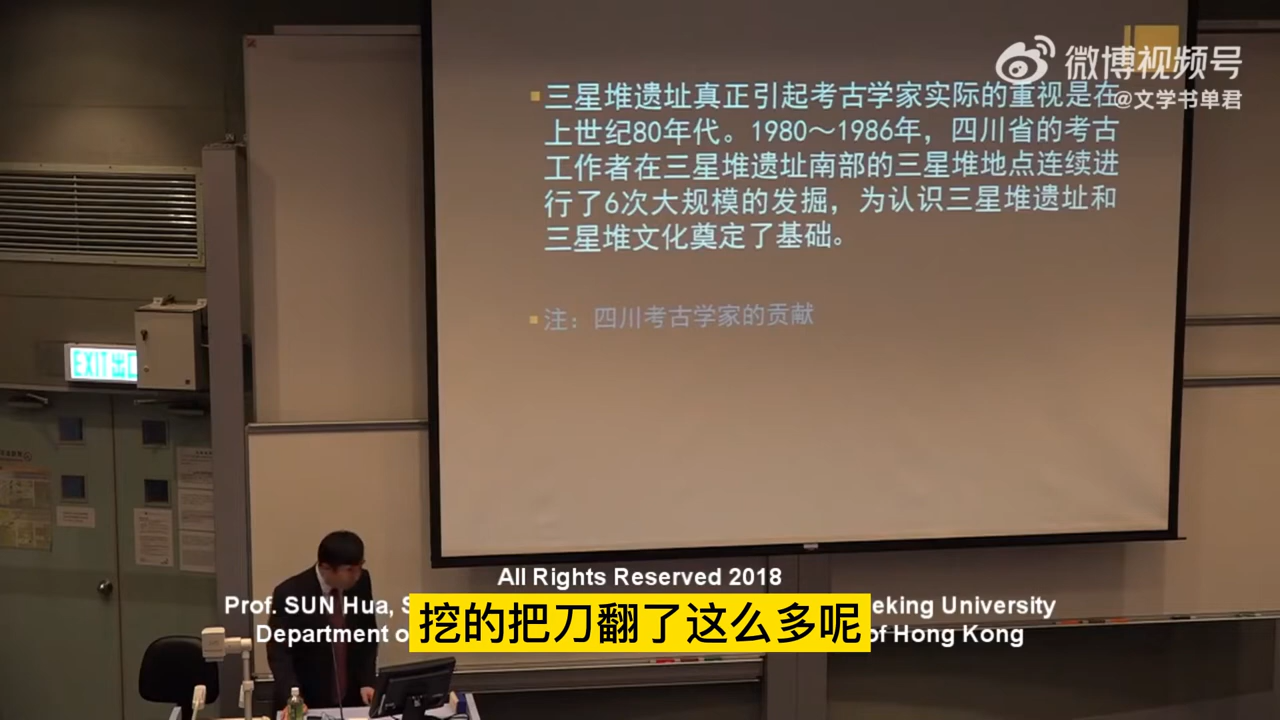 微博视频号
@文学书单君
三星堆遗址真正引起考古学家实际的重视是在
上世纪80年代。1980～1986年，四川省的考古
工作者在三星堆遗址南部的三星堆地点连续进
行了6次大规模的发掘，为认识三星堆遗址和
三星堆文化奠定了基础。
注：四川考古学家的贡献
EXIT 出口
All Rights Reserved 2018
Prof. SUN Hua, S
eking University
Department o
of Hong Kong
挖的把刀翻了这么多呢